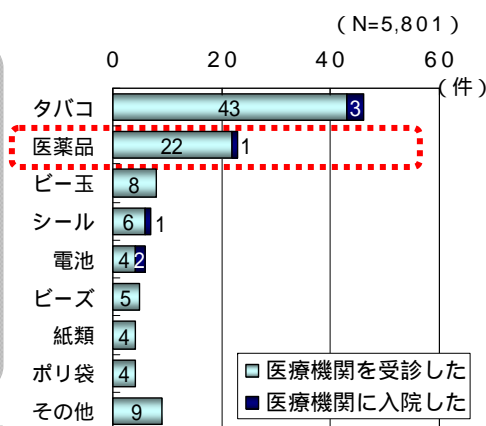 (N=5,801)
0 20 40 60
(件)
タバコ 43 3
医薬品 22 1
ビー玉 8
シール 6 1
電池 4 2
ビーズ 5
紙類 4
ポリ袋 4
その他 9
医療機関を受診した
医療機関に入院した